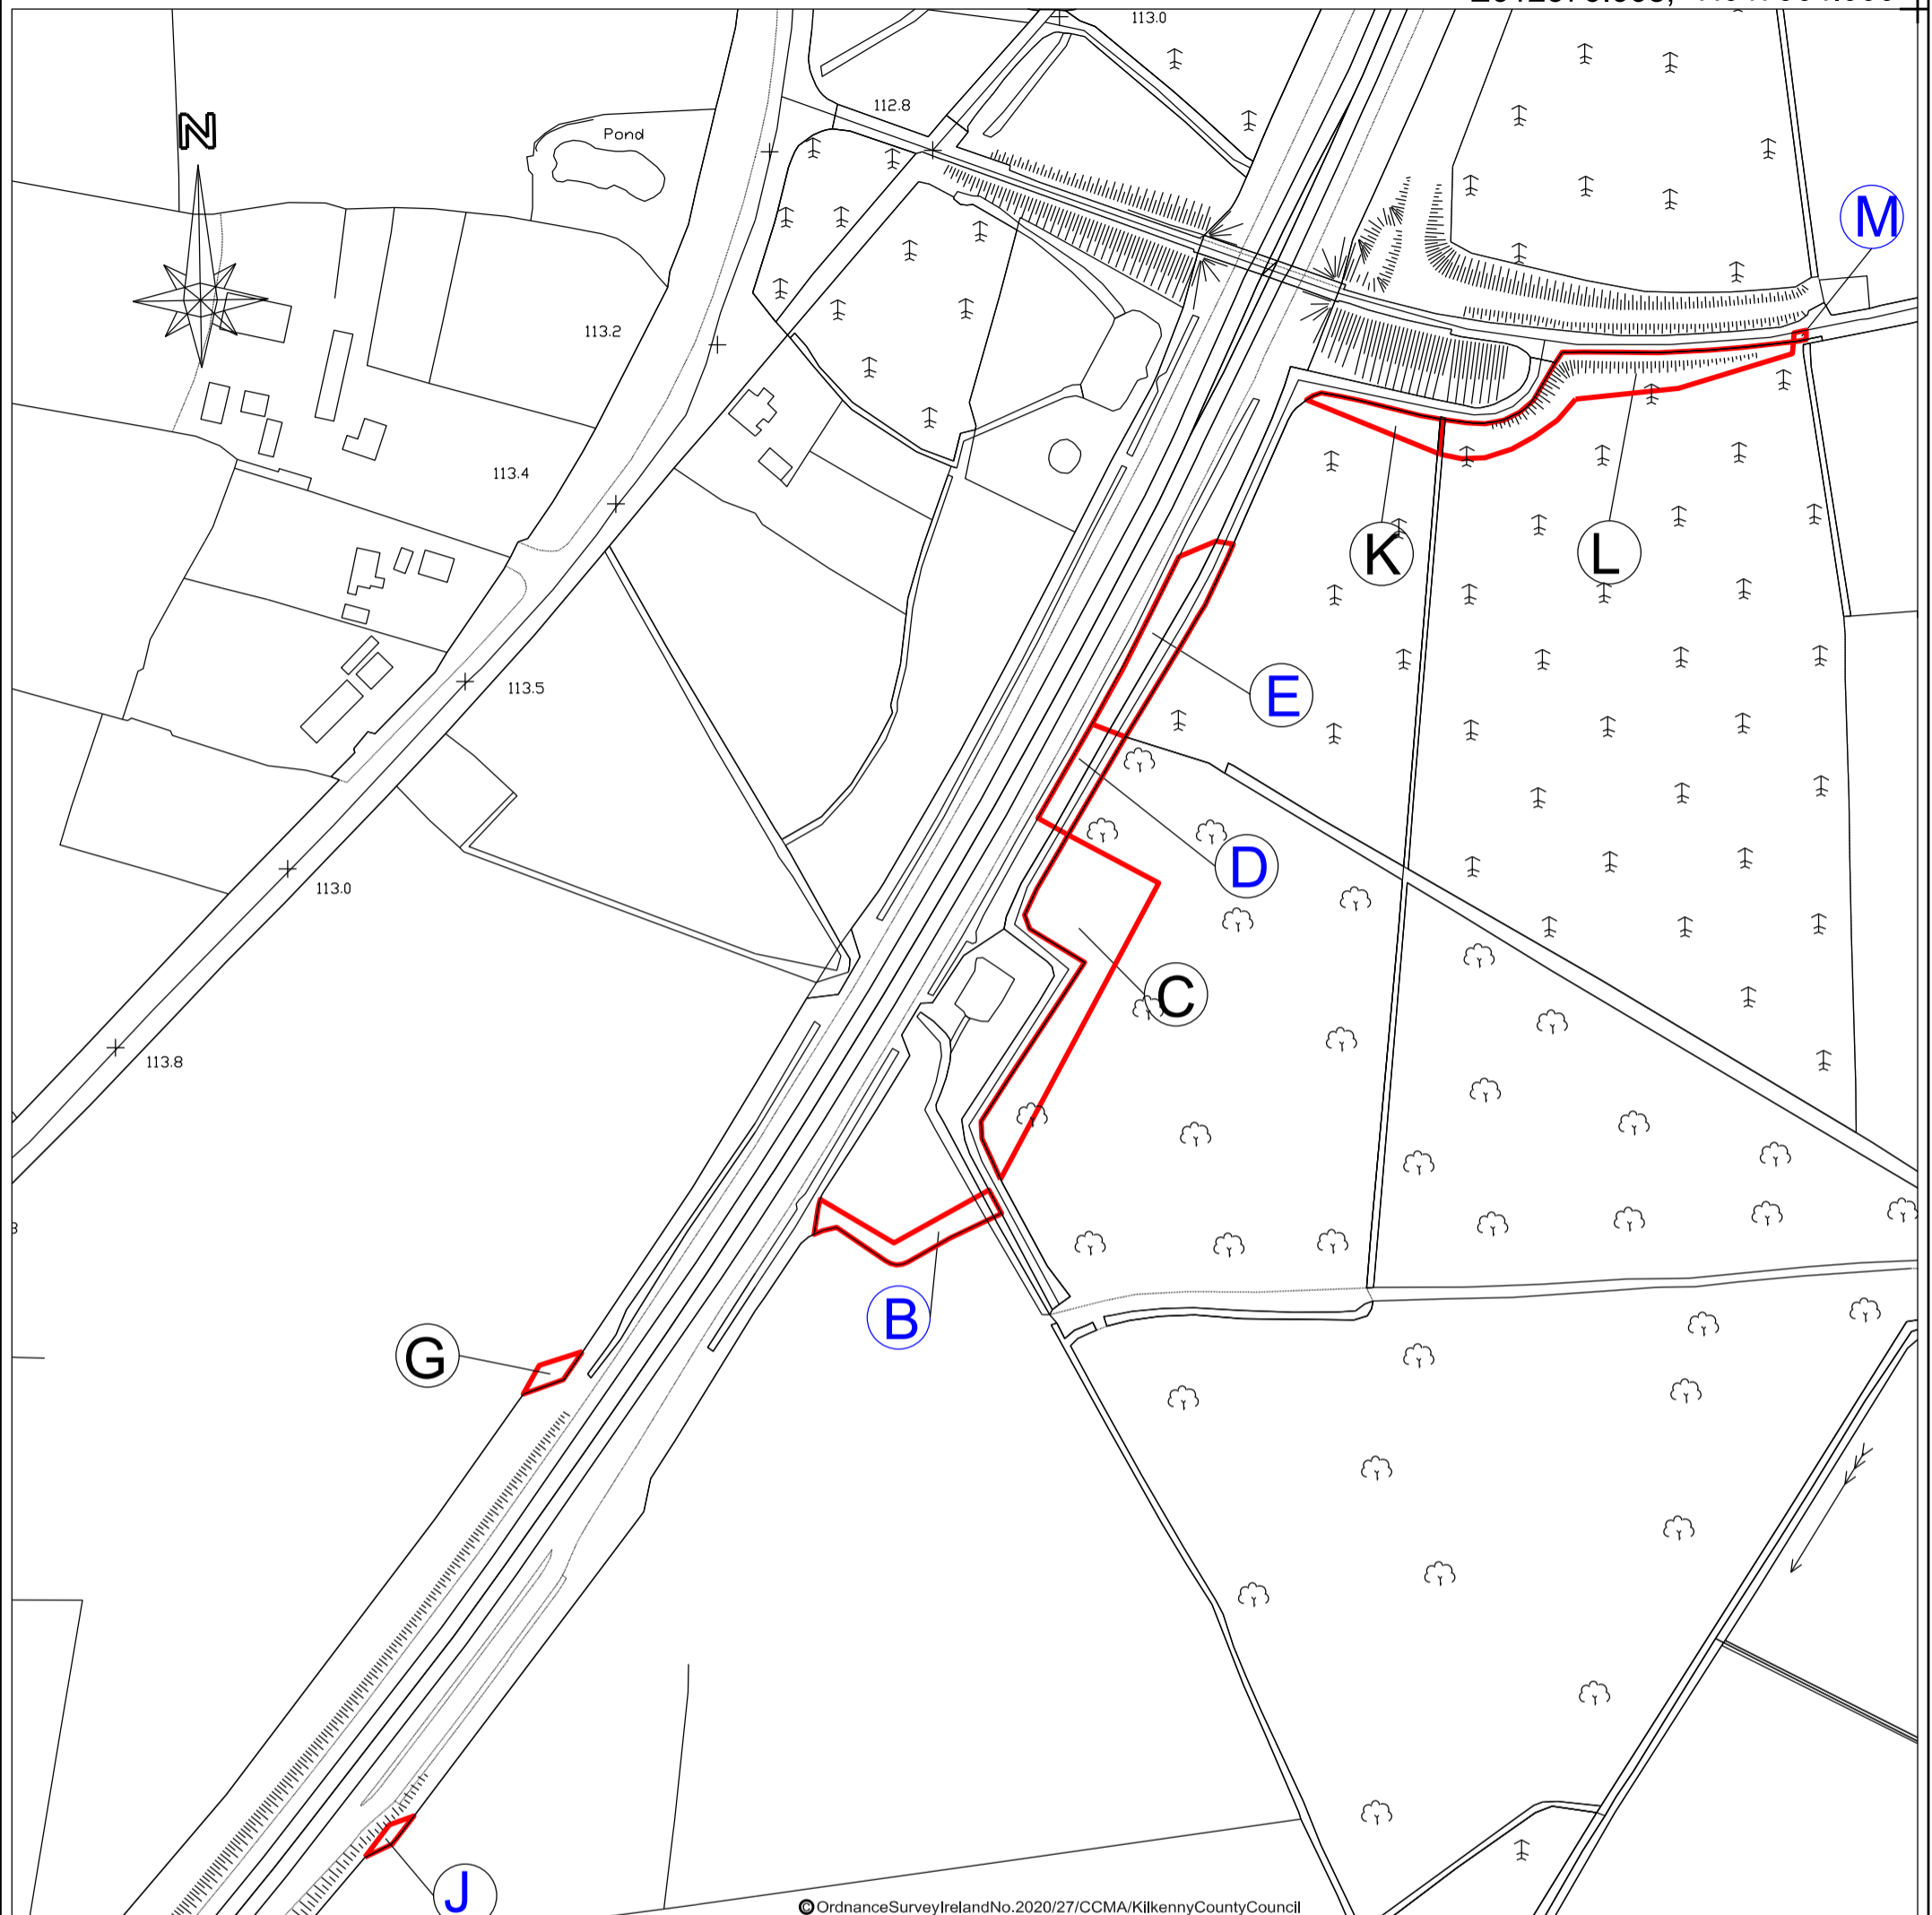 113.0
112.8
N
Pond
M
113.2
113.4
K
L
113.5
E
D
113.0
C
113.8
B
G
J
©OrdnanceSurveyIrelandNo.2020/27/CCMA/KilkennyCountyCouncil